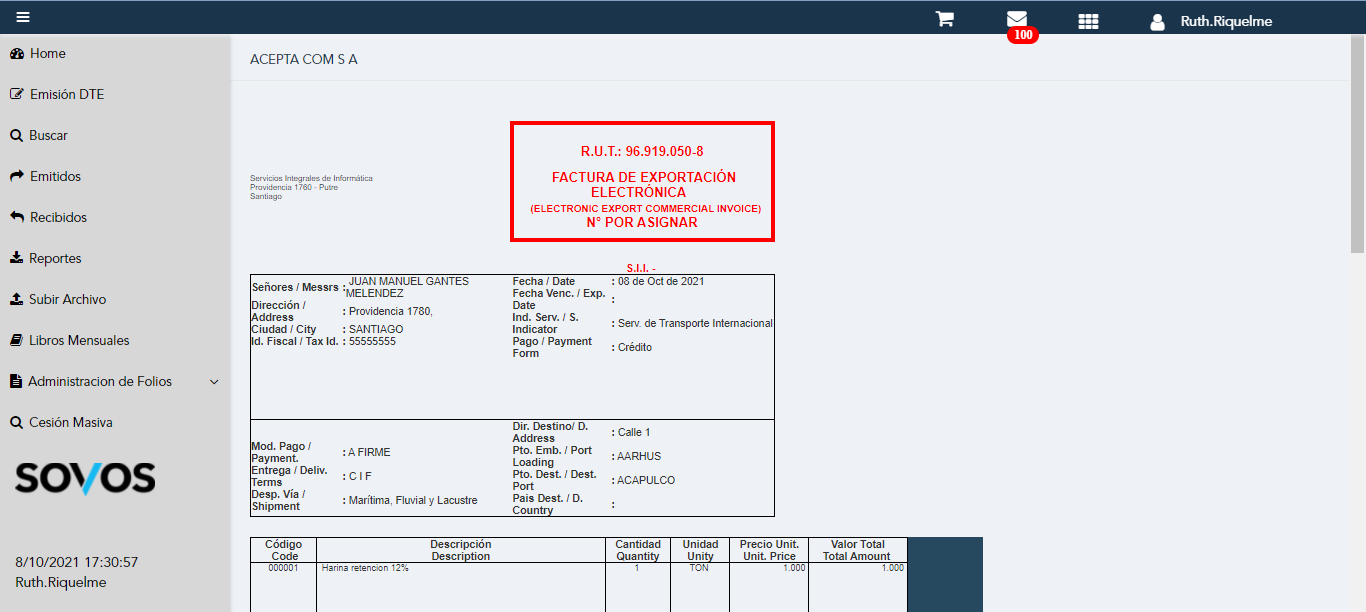 Ruth.Riquelme
100
Home
Emisión DTE
Buscar
Emitidos
Recibidos
Reportes
Subir Archivo
Libros Mensuales
Administracion de Folios
Cesión Masiva
SOVOS
8/10/2021 17:30:57
Ruth.Riquelme
ACEPTA COM S A
Servicios Integrales de Informática
Providencia 1760 - Putre
Santiago
R.U.T.: 96.919.050-8
FACTURA DE EXPORTACIÓN
ELECTRÓNICA
(ELECTRONIC EXPORT COMMERCIAL INVOICE)
N° POR ASIGNAR
S.I.I. -
Señores / Messrs : JUAN MANUEL GANTES
MELENDEZ
Dirección /
Address : Providencia 1780,
Ciudad / City : SANTIAGO
Id. Fiscal / Tax Id. : 55555555
Fecha / Date : 08 de Oct de 2021
Fecha Venc. / Exp.
Date :
Ind. Serv. / S.
Indicator : Serv. de Transporte Internacional
Pago / Payment
Form : Crédito
Mod. Pago /
Payment. : A FIRME
Entrega / Deliv.
Terms : C I F
Desp. Vía /
Shipment : Marítima, Fluvial y Lacustre
Dir. Destino/ D.
Address : Calle 1
Pto. Emb. / Port
Loading : AARHUS
Pto. Dest. / Dest.
Port : ACAPULCO
Pais Dest. / D.
Country :
Código Descripción Cantidad Unidad Precio Unit. Valor Total
Code Description Quantity Unity Unit. Price Total Amount
000001 Harina retencion 12% 1 TON 1.000 1.000